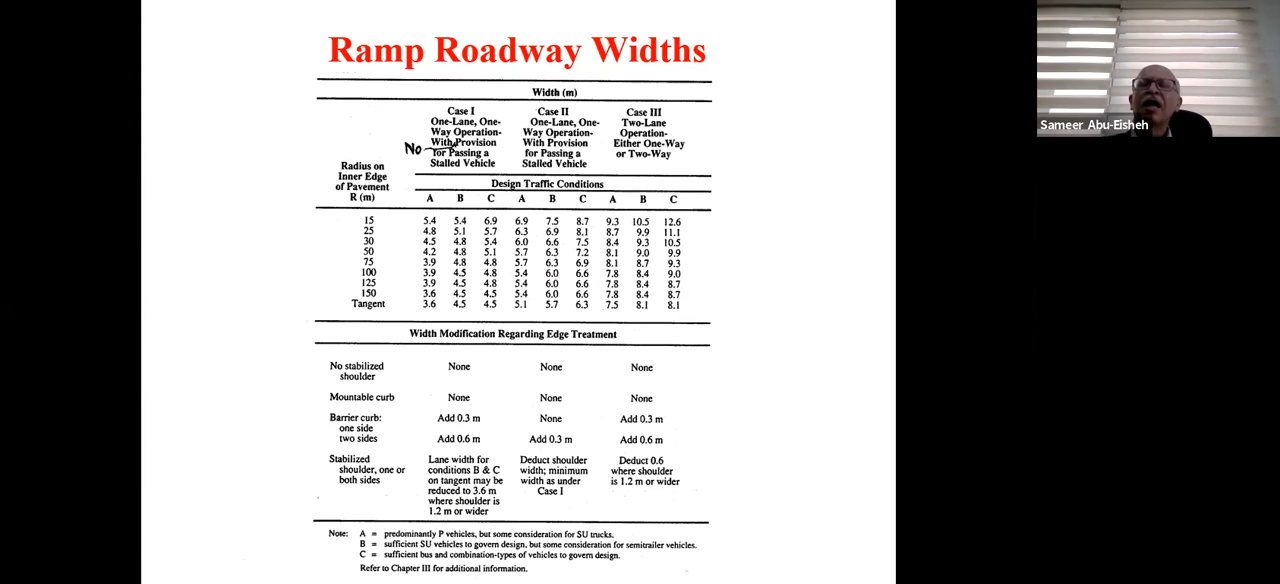 Ramp Roadway Widths
Width (m)
Case I
One-Lane, One-
Way Operation-
With Provision
No
for Passing a
Stalled Vehicle
Case II
One-Lane, One-
Way Operation-
With Provision
for Passing a
Stalled Vehicle
Case III
Two-Lane
Operation-
Either One-Way
or Two-Way
Radius on
Inner Edge
of Pavement
R (m)
Design Traffic Conditions
A B C A B C A B C
15 5.4 5.4 6.9 6.9 7.5 8.7 9.3 10.5 12.6
25 4.8 5.1 5.7 6.3 6.9 8.1 8.7 9.9 11.1
30 4.5 4.8 5.4 6.0 6.6 7.5 8.4 9.3 10.5
50 4.2 4.8 5.1 5.7 6.3 7.2 8.1 9.0 9.9
75 3.9 4.8 4.8 5.7 6.3 6.9 8.1 8.7 9.3
100 3.9 4.5 4.8 5.4 6.0 6.6 7.8 8.4 9.0
125 3.9 4.5 4.8 5.4 6.0 6.6 7.8 8.4 8.7
150 3.6 4.5 4.5 5.4 6.0 6.6 7.8 8.4 8.7
Tangent 3.6 4.5 4.5 5.1 5.7 6.3 7.5 8.1 8.1
Width Modification Regarding Edge Treatment
No stabilized
shoulder
None None None
Mountable curb None None None
Barrier curb:
one side
Add 0.3 m None Add 0.3 m
two sides Add 0.6 m Add 0.3 m Add 0.6 m
Stabilized
shoulder, one or
both sides
Lane width for
conditions B & C
on tangent may be
reduced to 3.6 m
where shoulder is
1.2 m or wider
Deduct shoulder
width; minimum
width as under
Case I
Deduct 0.6
where shoulder
is 1.2 m or wider
Note: A = predominantly P vehicles, but some consideration for SU trucks.
B = sufficient SU vehicles to govern design, but some consideration for semitrailer vehicles.
C = sufficient bus and combination-types of vehicles to govern design.
Refer to Chapter III for additional information.
Sameer Abu-Eisheh